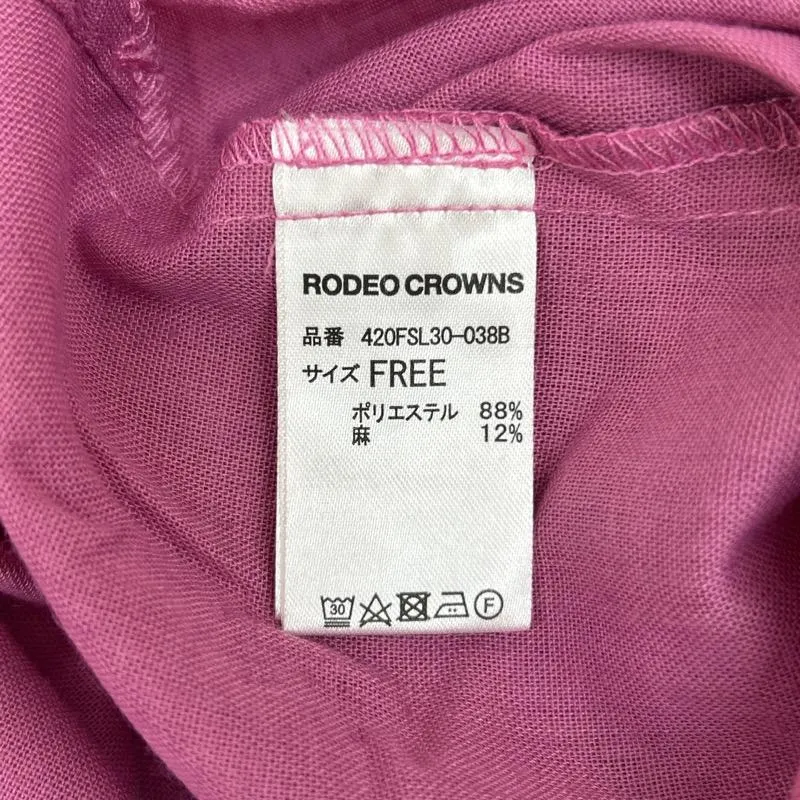 RODEO CROWNS
品番 420FSL30-038B
サイズ FREE
ポリエステル 88%
麻 12%
30 F